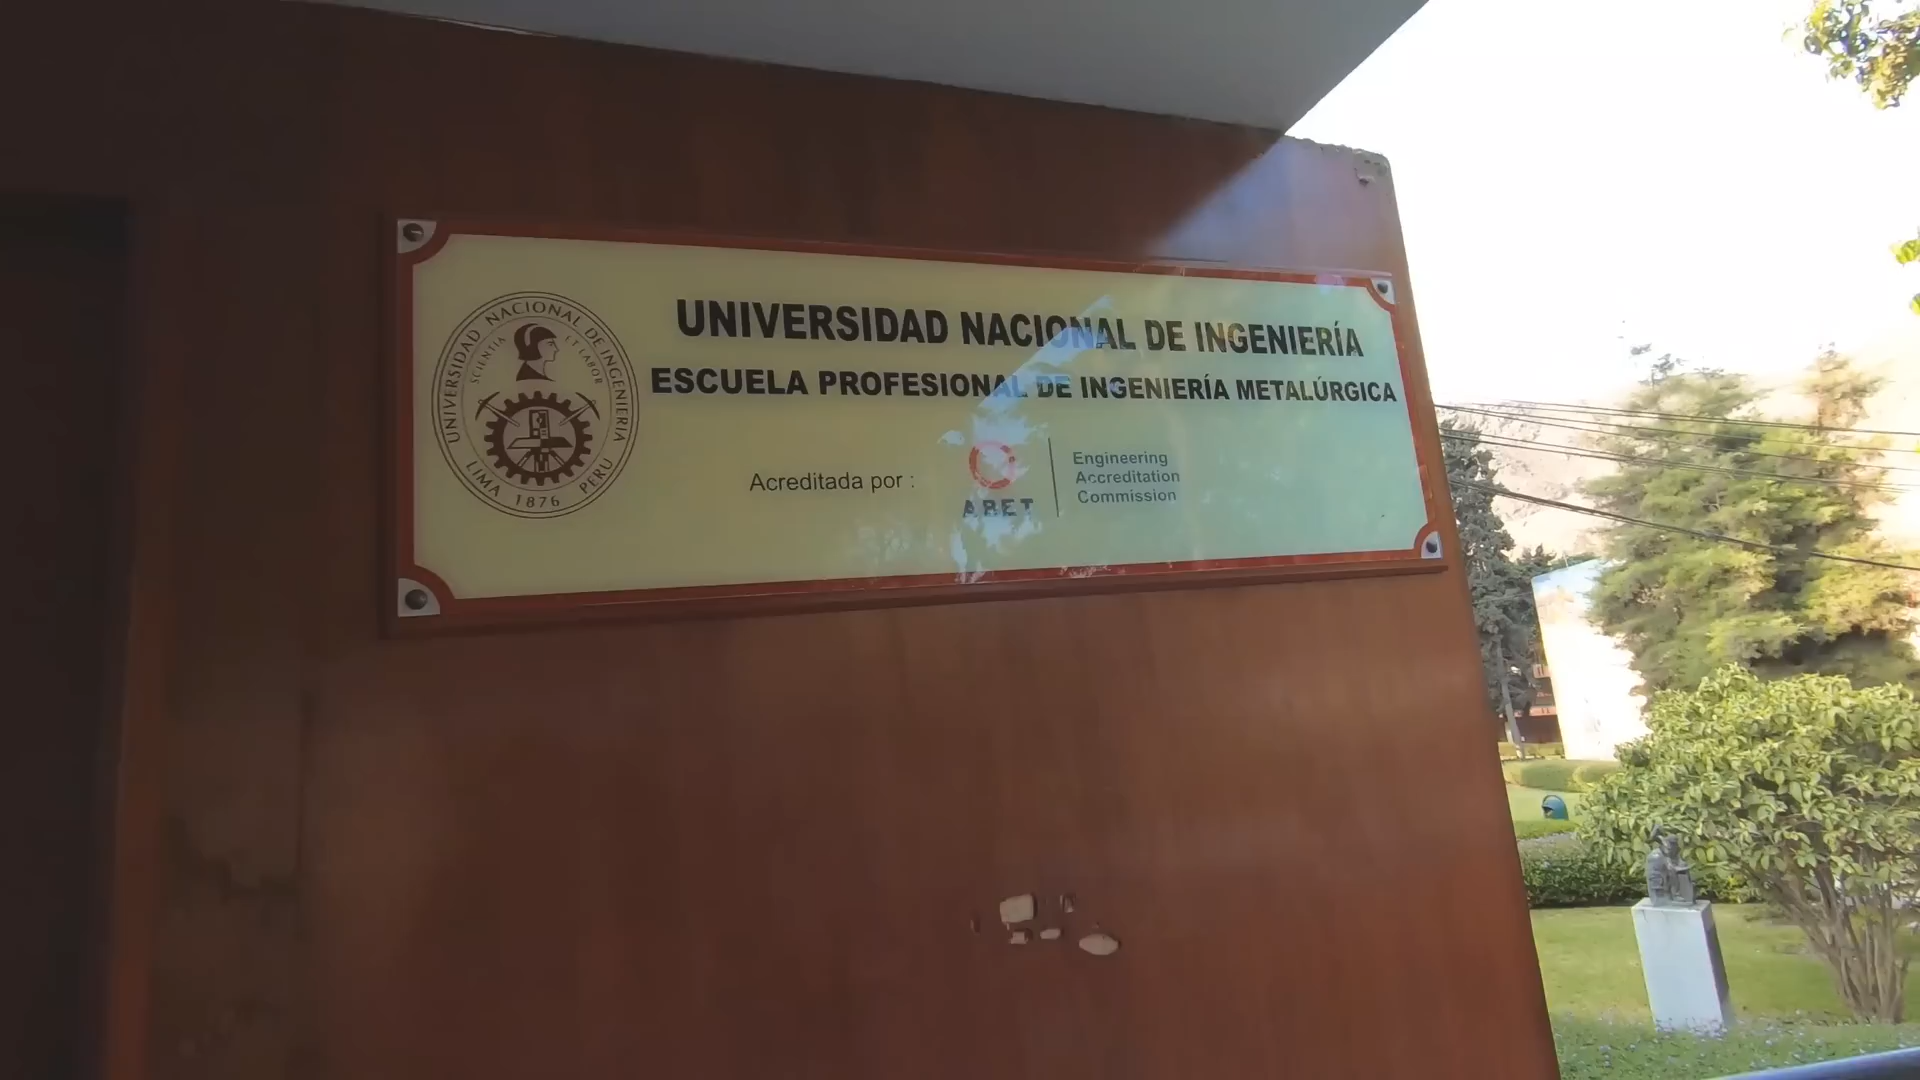 UNIVERSIDAD NACIONAL DE INGENIERÍA
ESCUELA PROFESIONAL DE INGENIERÍA METALÚRGICA
UNIVERSIDAD NACIONAL DE INGENIERIA
SCIENTIA ET LABOR
LIMA 1876 PERU
Acreditada por :
ABET
Engineering
Accreditation
Commission